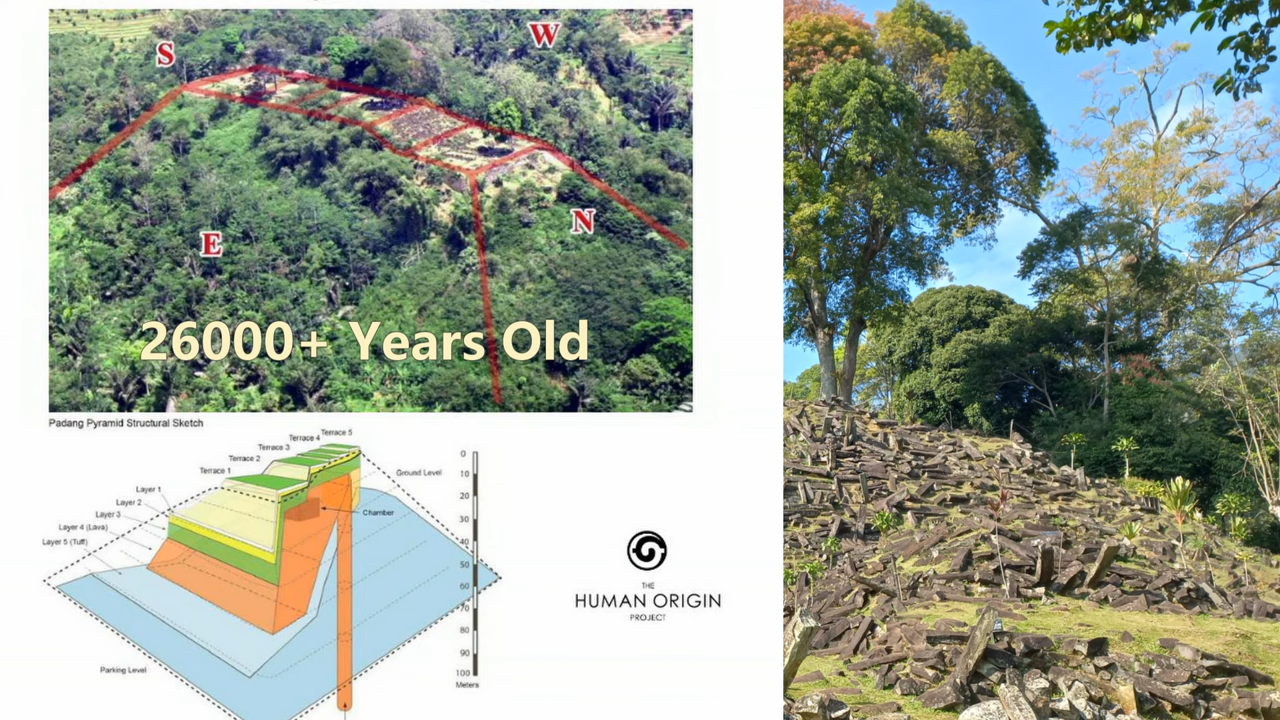 S
W
E
N
26000+ Years Old
Padang Pyramid Structural Sketch
Terrace 5
Terrace 4
Terrace 3
Terrace 2
Terrace 1
Ground Level
Layer 1
Layer 2
Layer 3
Layer 4 (Lava)
Layer 5 (Tuff)
Chamber
Parking Level
0
10
20
30
40
50
60
70
80
90
100
Meters
THE
HUMAN ORIGIN
PROJECT